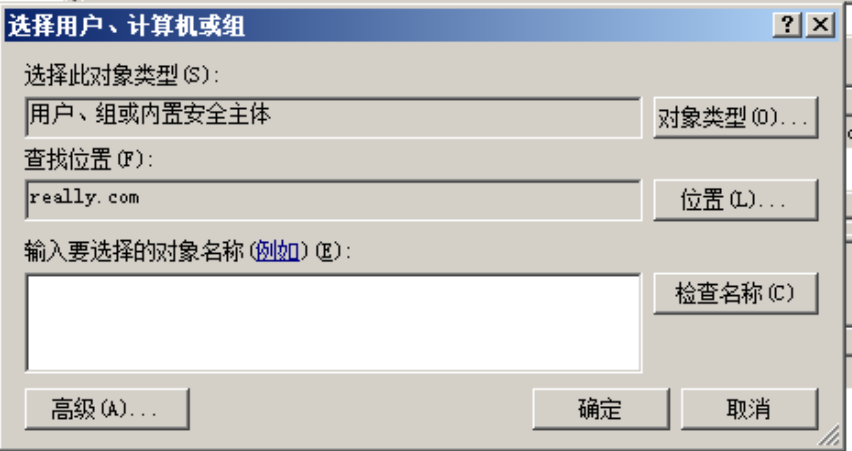 选择用户、计算机或组
选择此对象类型(S):
用户、组或内置安全主体
对象类型(O)...
查找位置(F):
really.com
位置(L)...
输入要选择的对象名称(例如)(E):
检查名称(C)
高级(A)...
确定
取消